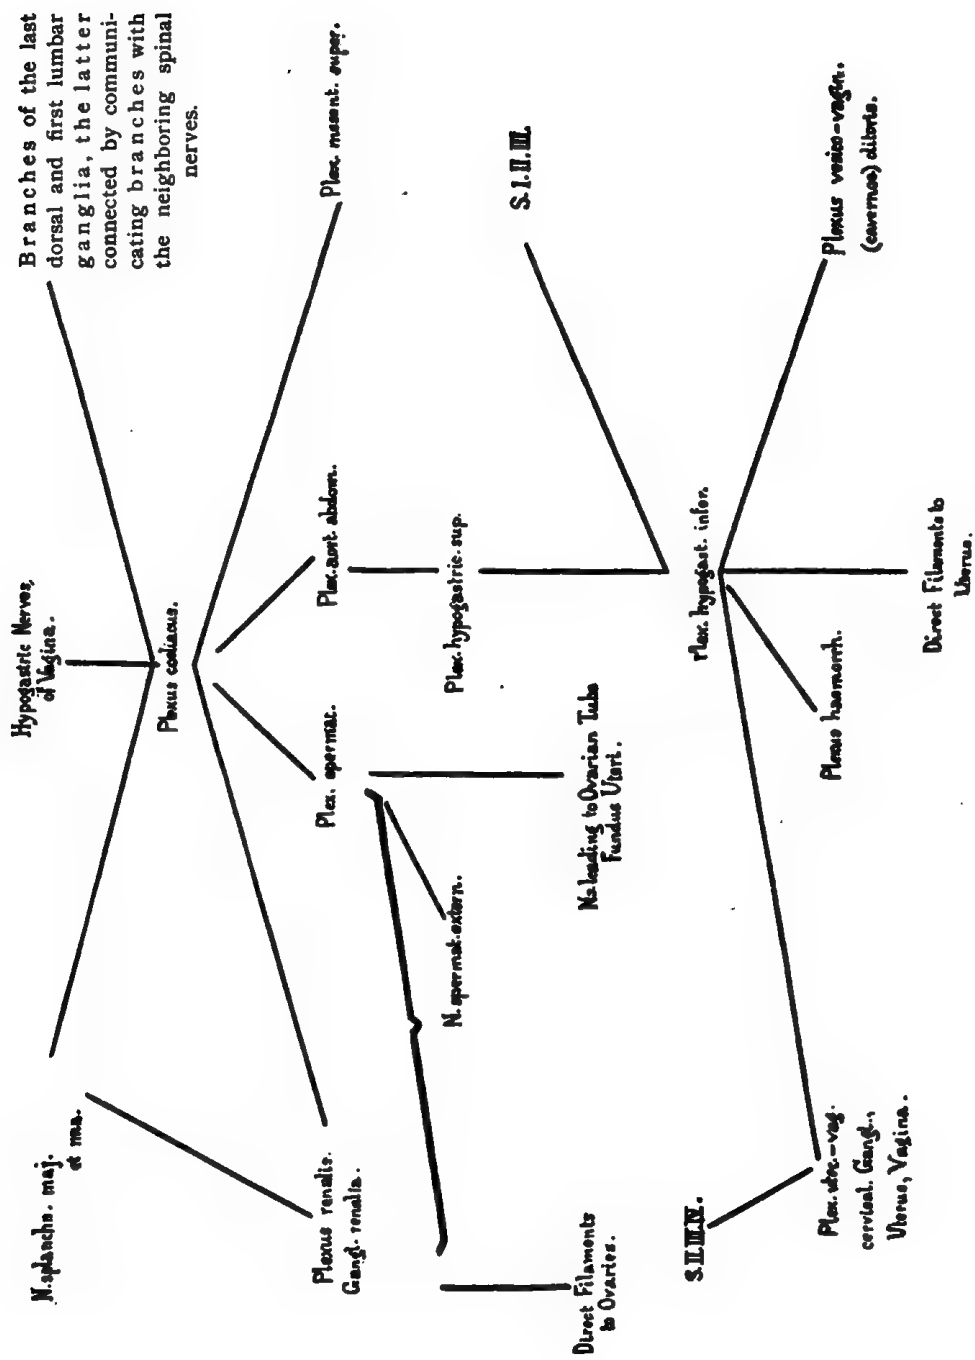 Branches of the last
dorsal and first lumbar
ganglia, the latter
connected by communi-
cating branches with
the neighboring spinal
nerves.
Hypogastric Nerves,
of Vagina.
N. splanchn. maj.
et min.
Plexus coeliacus.
Plex. mesent. super.
Plex. aort. abdom.
Plex. spermat.
Plexus renalis.
Gangl. renalia.
Plex. hypogastric. sup.
N. spermat. extern.
S. I. II. III.
Ns leading to Ovarian Tube
Fundus Uteri.
Direct Filaments
to Ovaries.
Plex. hypogast. infer.
S. II. III. IV.
Plexus vesico-vagin.
(cavernos) clitoris.
Plexus haemorrh.
Plex. uter.-vag.
cervical. Gangl.,
Uterus, Vagina.
Direct Filaments to
Uterus.